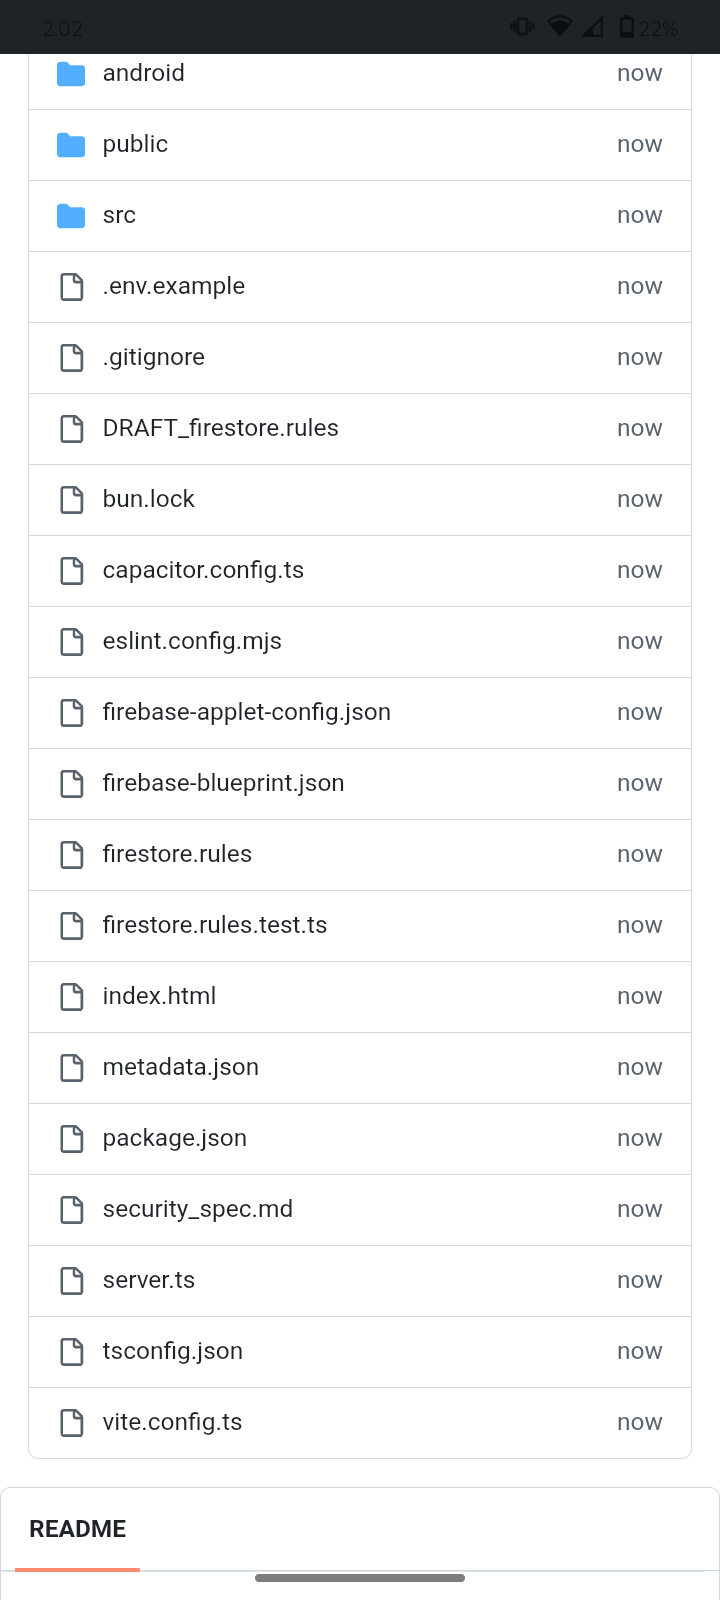 2:02 22%
android now
public now
src now
.env.example now
.gitignore now
DRAFT_firestore.rules now
bun.lock now
capacitor.config.ts now
eslint.config.mjs now
firebase-applet-config.json now
firebase-blueprint.json now
firestore.rules now
firestore.rules.test.ts now
index.html now
metadata.json now
package.json now
security_spec.md now
server.ts now
tsconfig.json now
vite.config.ts now
README